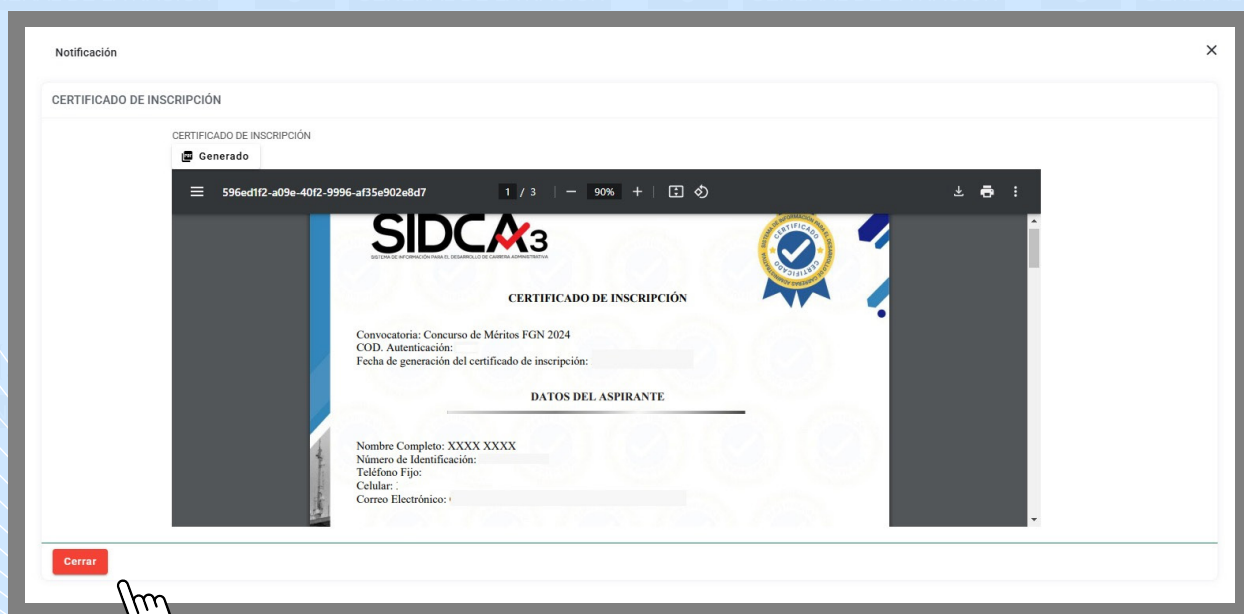 Notificación
CERTIFICADO DE INSCRIPCIÓN
CERTIFICADO DE INSCRIPCIÓN
Generado
596ed1f2-a09e-40f2-9996-af35e902e8d7 1 / 3 90%
SIDCA3
SISTEMA DE INFORMACIÓN PARA EL DESARROLLO DE CARRERA ADMINISTRATIVA
CERTIFICADO
CERTIFICADO DE INSCRIPCIÓN
Convocatoria: Concurso de Méritos FGN 2024
COD. Autenticación:
Fecha de generación del certificado de inscripción:
DATOS DEL ASPIRANTE
Nombre Completo: XXXX XXXX
Número de Identificación:
Teléfono Fijo:
Celular:
Correo Electrónico:
Cerrar